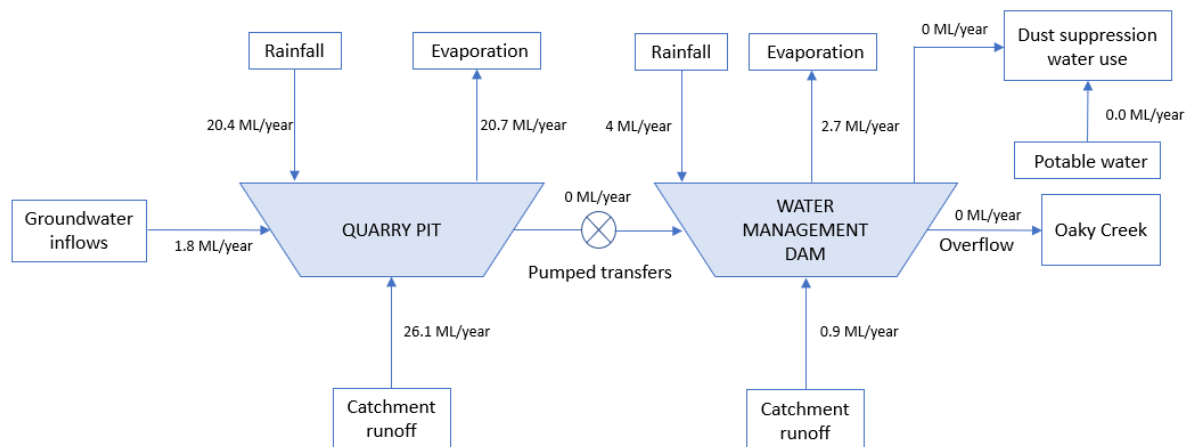 Rainfall
Evaporation
Rainfall
Evaporation
0 ML/year
Dust suppression
water use
20.4 ML/year
20.7 ML/year
4 ML/year
2.7 ML/year
0.0 ML/year
Potable water
Groundwater
inflows
1.8 ML/year
QUARRY PIT
0 ML/year
Pumped transfers
WATER
MANAGEMENT
DAM
0 ML/year
Overflow
Oaky Creek
26.1 ML/year
0.9 ML/year
Catchment
runoff
Catchment
runoff